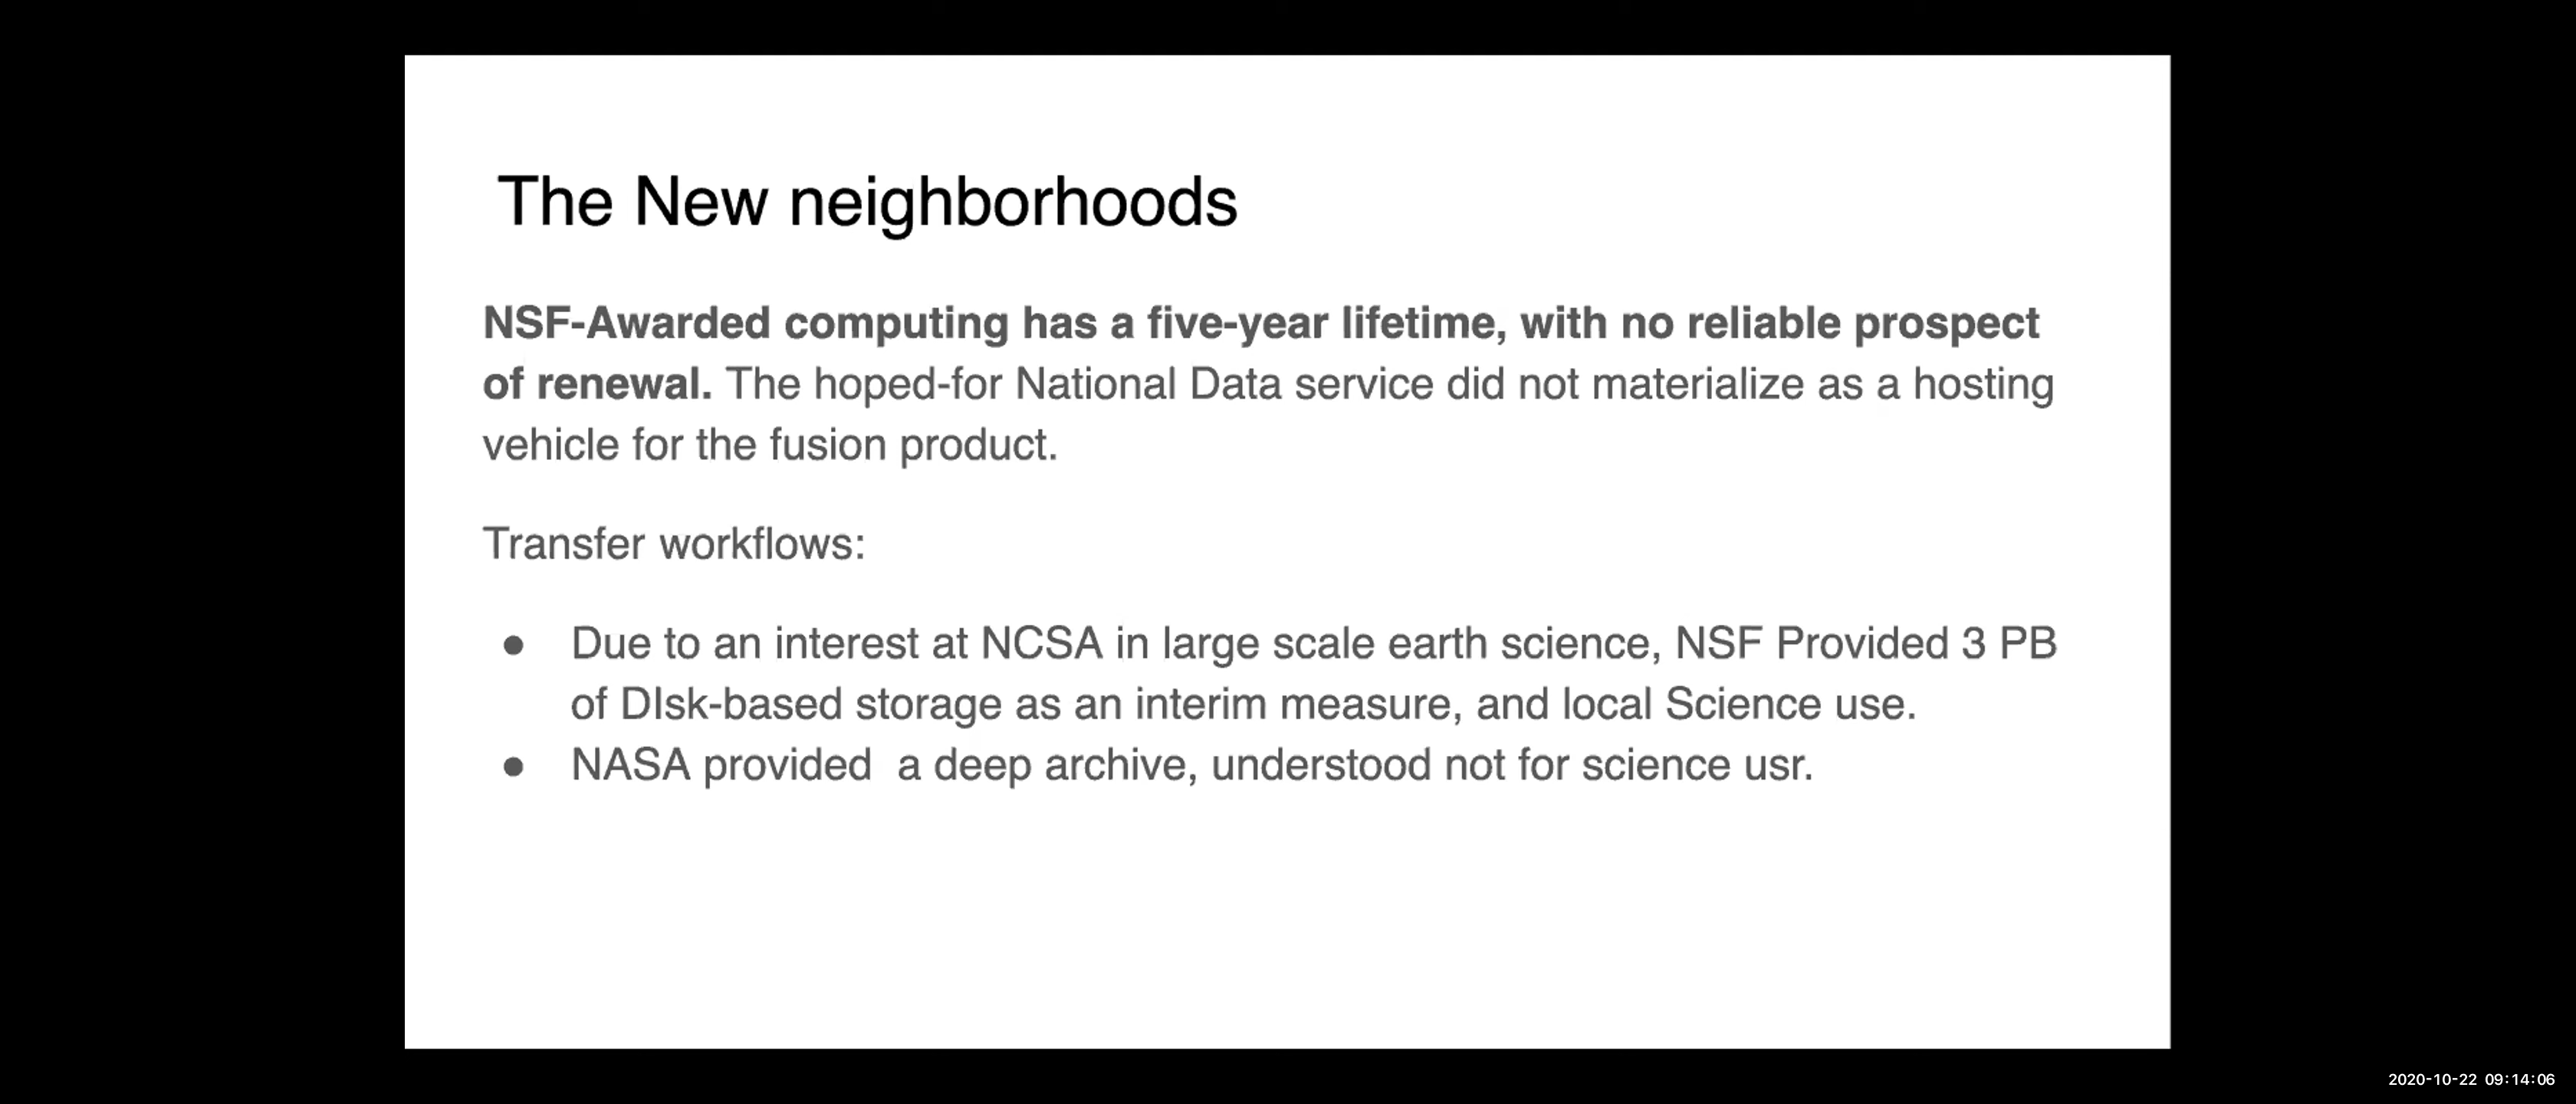 The New neighborhoods
NSF-Awarded computing has a five-year lifetime, with no reliable prospect
of renewal. The hoped-for National Data service did not materialize as a hosting
vehicle for the fusion product.
Transfer workflows:
● Due to an interest at NCSA in large scale earth science, NSF Provided 3 PB
of DIsk-based storage as an interim measure, and local Science use.
● NASA provided  a deep archive, understood not for science usr.
2020-10-22 09:14:06